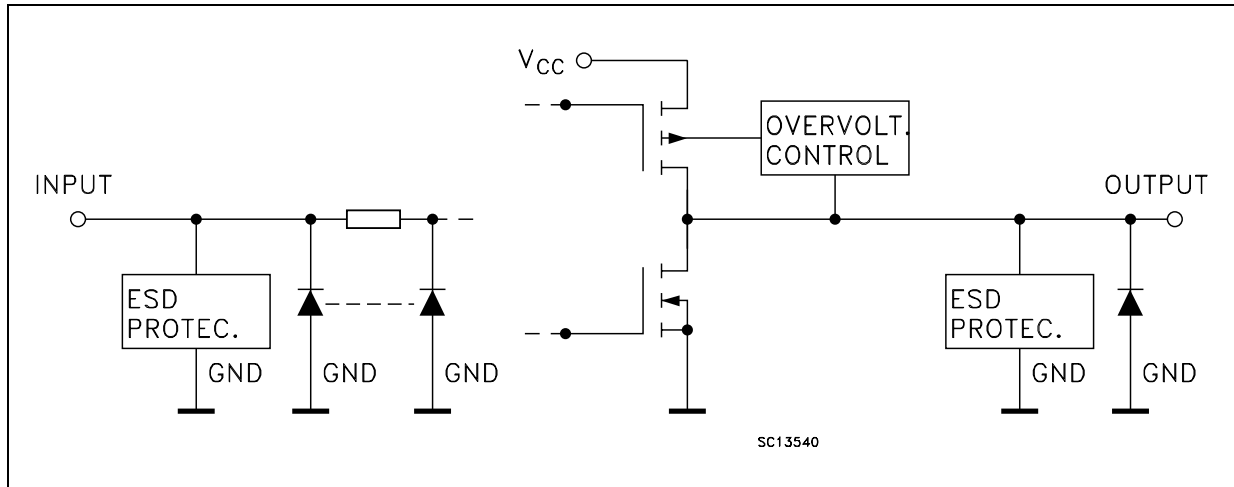 VCC
OVERVOLT.
CONTROL
INPUT
OUTPUT
ESD
PROTEC.
GND
GND
GND
ESD
PROTEC.
GND
GND
SC13540